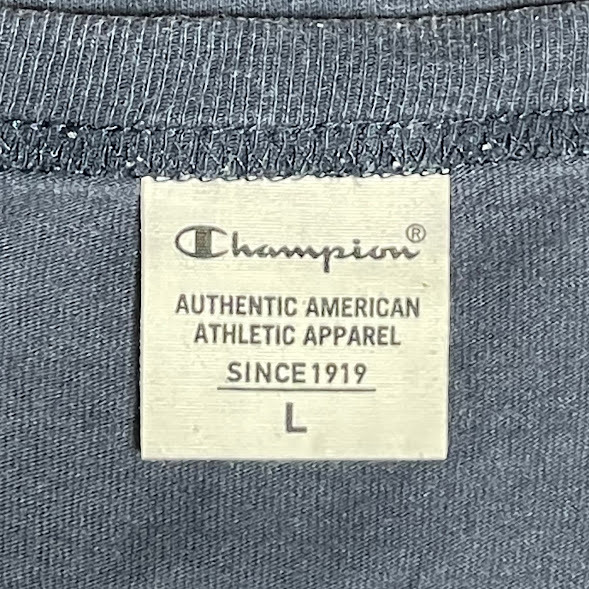 Champion®
AUTHENTIC AMERICAN
ATHLETIC APPAREL
SINCE 1919
L